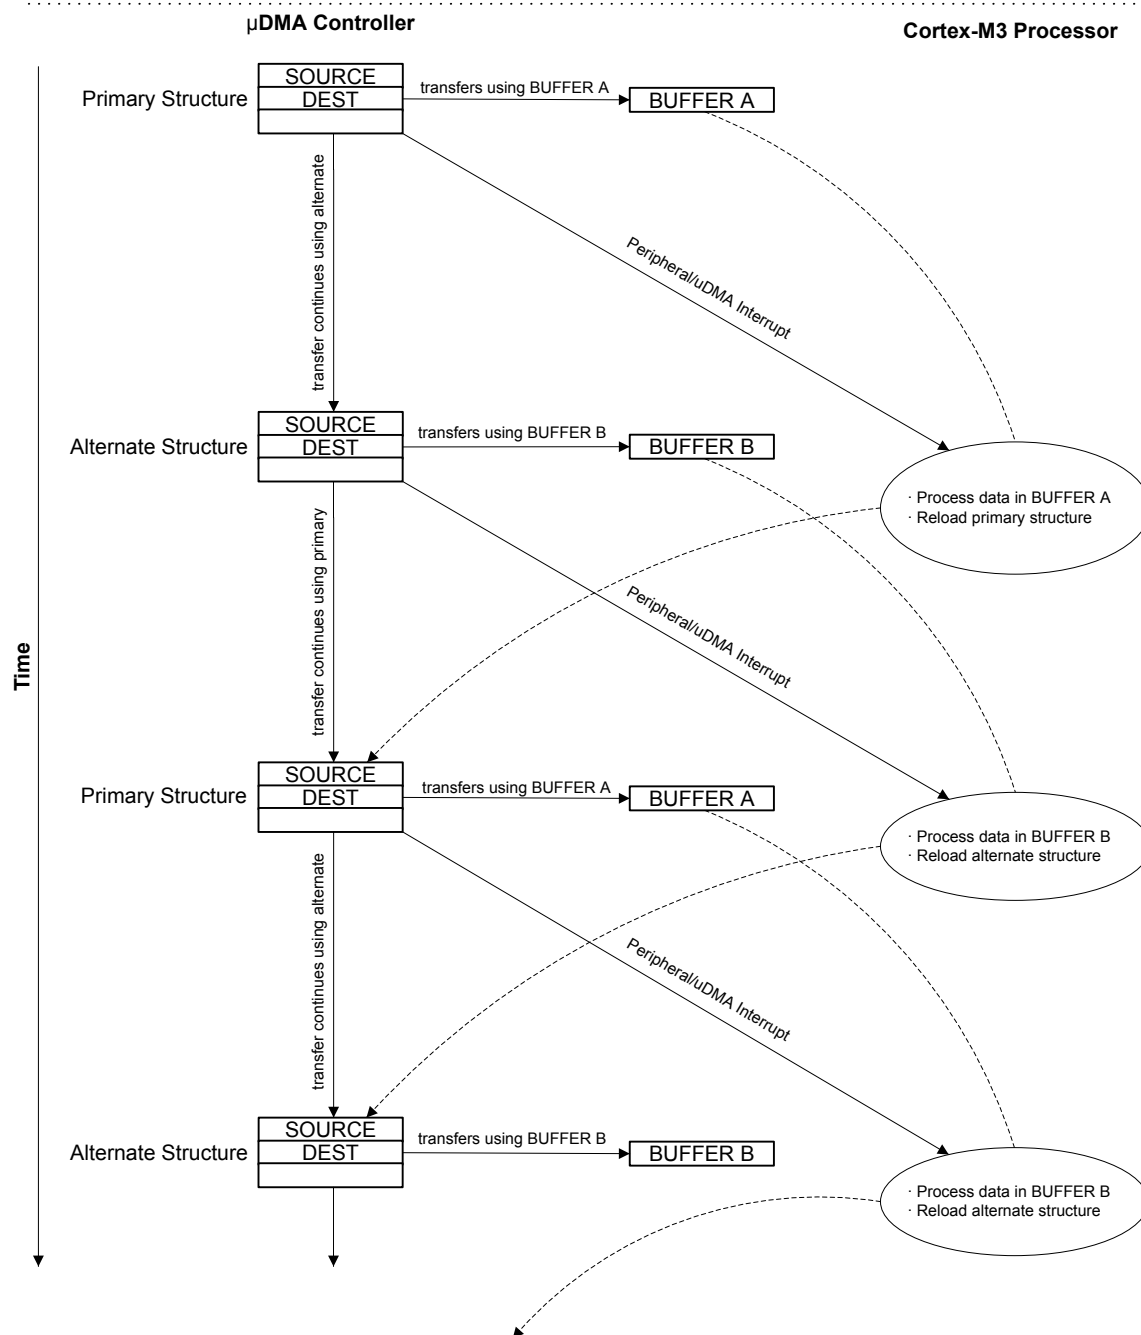 µDMA Controller
Cortex-M3 Processor
SOURCE
Primary Structure
DEST
transfers using BUFFER A
BUFFER A
transfer continues using alternate
Peripheral/uDMA Interrupt
SOURCE
Alternate Structure
DEST
transfers using BUFFER B
BUFFER B
· Process data in BUFFER A
· Reload primary structure
transfer continues using primary
Peripheral/uDMA Interrupt
Time
SOURCE
Primary Structure
DEST
transfers using BUFFER A
BUFFER A
· Process data in BUFFER B
· Reload alternate structure
transfer continues using alternate
Peripheral/uDMA Interrupt
SOURCE
Alternate Structure
DEST
transfers using BUFFER B
BUFFER B
· Process data in BUFFER B
· Reload alternate structure